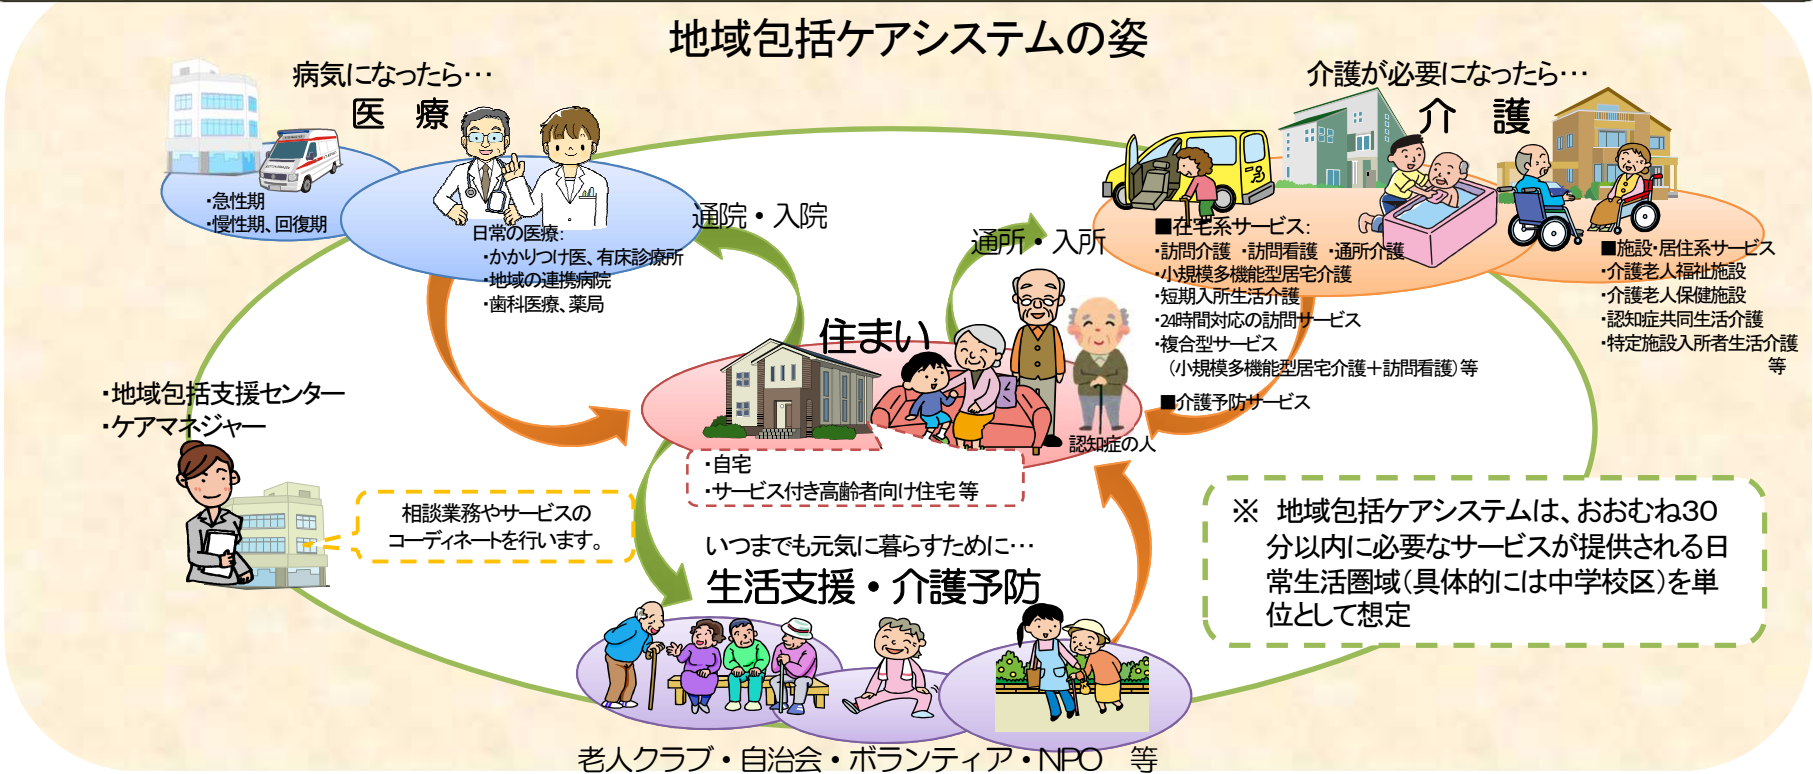 地域包括ケアシステムの姿
病気になったら･･･
医 療
・急性期
・慢性期、回復期
日常の医療：
・かかりつけ医、有床診療所
・地域の連携病院
・歯科医療、薬局
通院・入院
通所・入所
介護が必要になったら･･･
介 護
■在宅系サービス：
・訪問介護 ・訪問看護 ・通所介護
・小規模多機能型居宅介護
・短期入所生活介護
・24時間対応の訪問サービス
・複合型サービス
（小規模多機能型居宅介護＋訪問看護）等
■介護予防サービス
■施設・居住系サービス
・介護老人福祉施設
・介護老人保健施設
・認知症共同生活介護
・特定施設入所者生活介護
等
住まい
認知症の人
・自宅
・サービス付き高齢者向け住宅 等
・地域包括支援センター
・ケアマネジャー
相談業務やサービスの
コーディネートを行います。
いつまでも元気に暮らすために･･･
生活支援・介護予防
老人クラブ・自治会・ボランティア・NPO 等
※ 地域包括ケアシステムは、おおむね30
分以内に必要なサービスが提供される日
常生活圏域（具体的には中学校区）を単
位として想定